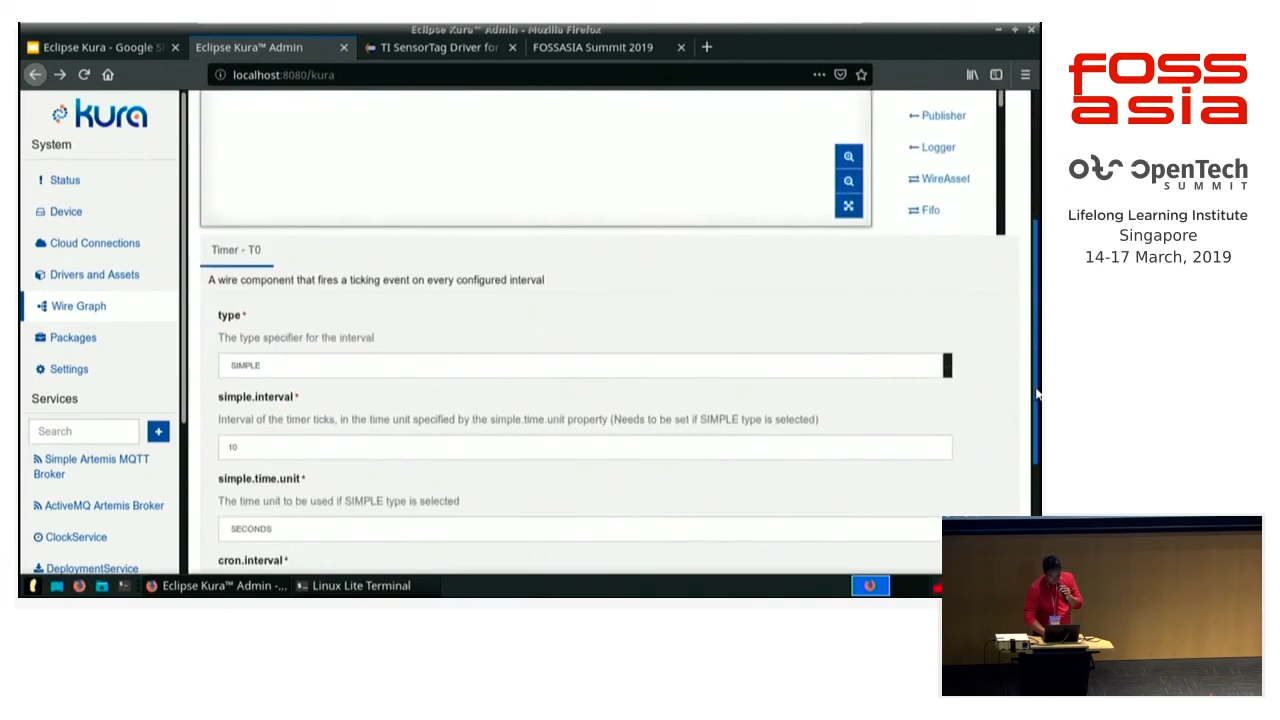 Eclipse Kura™ Admin - Mozilla Firefox
Eclipse Kura - Google Sl
Eclipse Kura™ Admin
TI SensorTag Driver for
FOSSASIA Summit 2019
localhost:8080/kura
kura
System
Status
Device
Cloud Connections
Drivers and Assets
Wire Graph
Packages
Settings
Services
Search
Simple Artemis MQTT
Broker
ActiveMQ Artemis Broker
ClockService
DeploymentService
Publisher
Logger
WireAsset
Fifo
Timer - T0
A wire component that fires a ticking event on every configured interval
type*
The type specifier for the interval
SIMPLE
simple.interval*
Interval of the timer ticks, in the time unit specified by the simple.time.unit property (Needs to be set if SIMPLE type is selected)
10
simple.time.unit*
The time unit to be used if SIMPLE type is selected
SECONDS
cron.interval*
Eclipse Kura™ Admin -...
Linux Lite Terminal
FOSS
ASIA
OpenTech
SUMMIT
Lifelong Learning Institute
Singapore
14-17 March, 2019